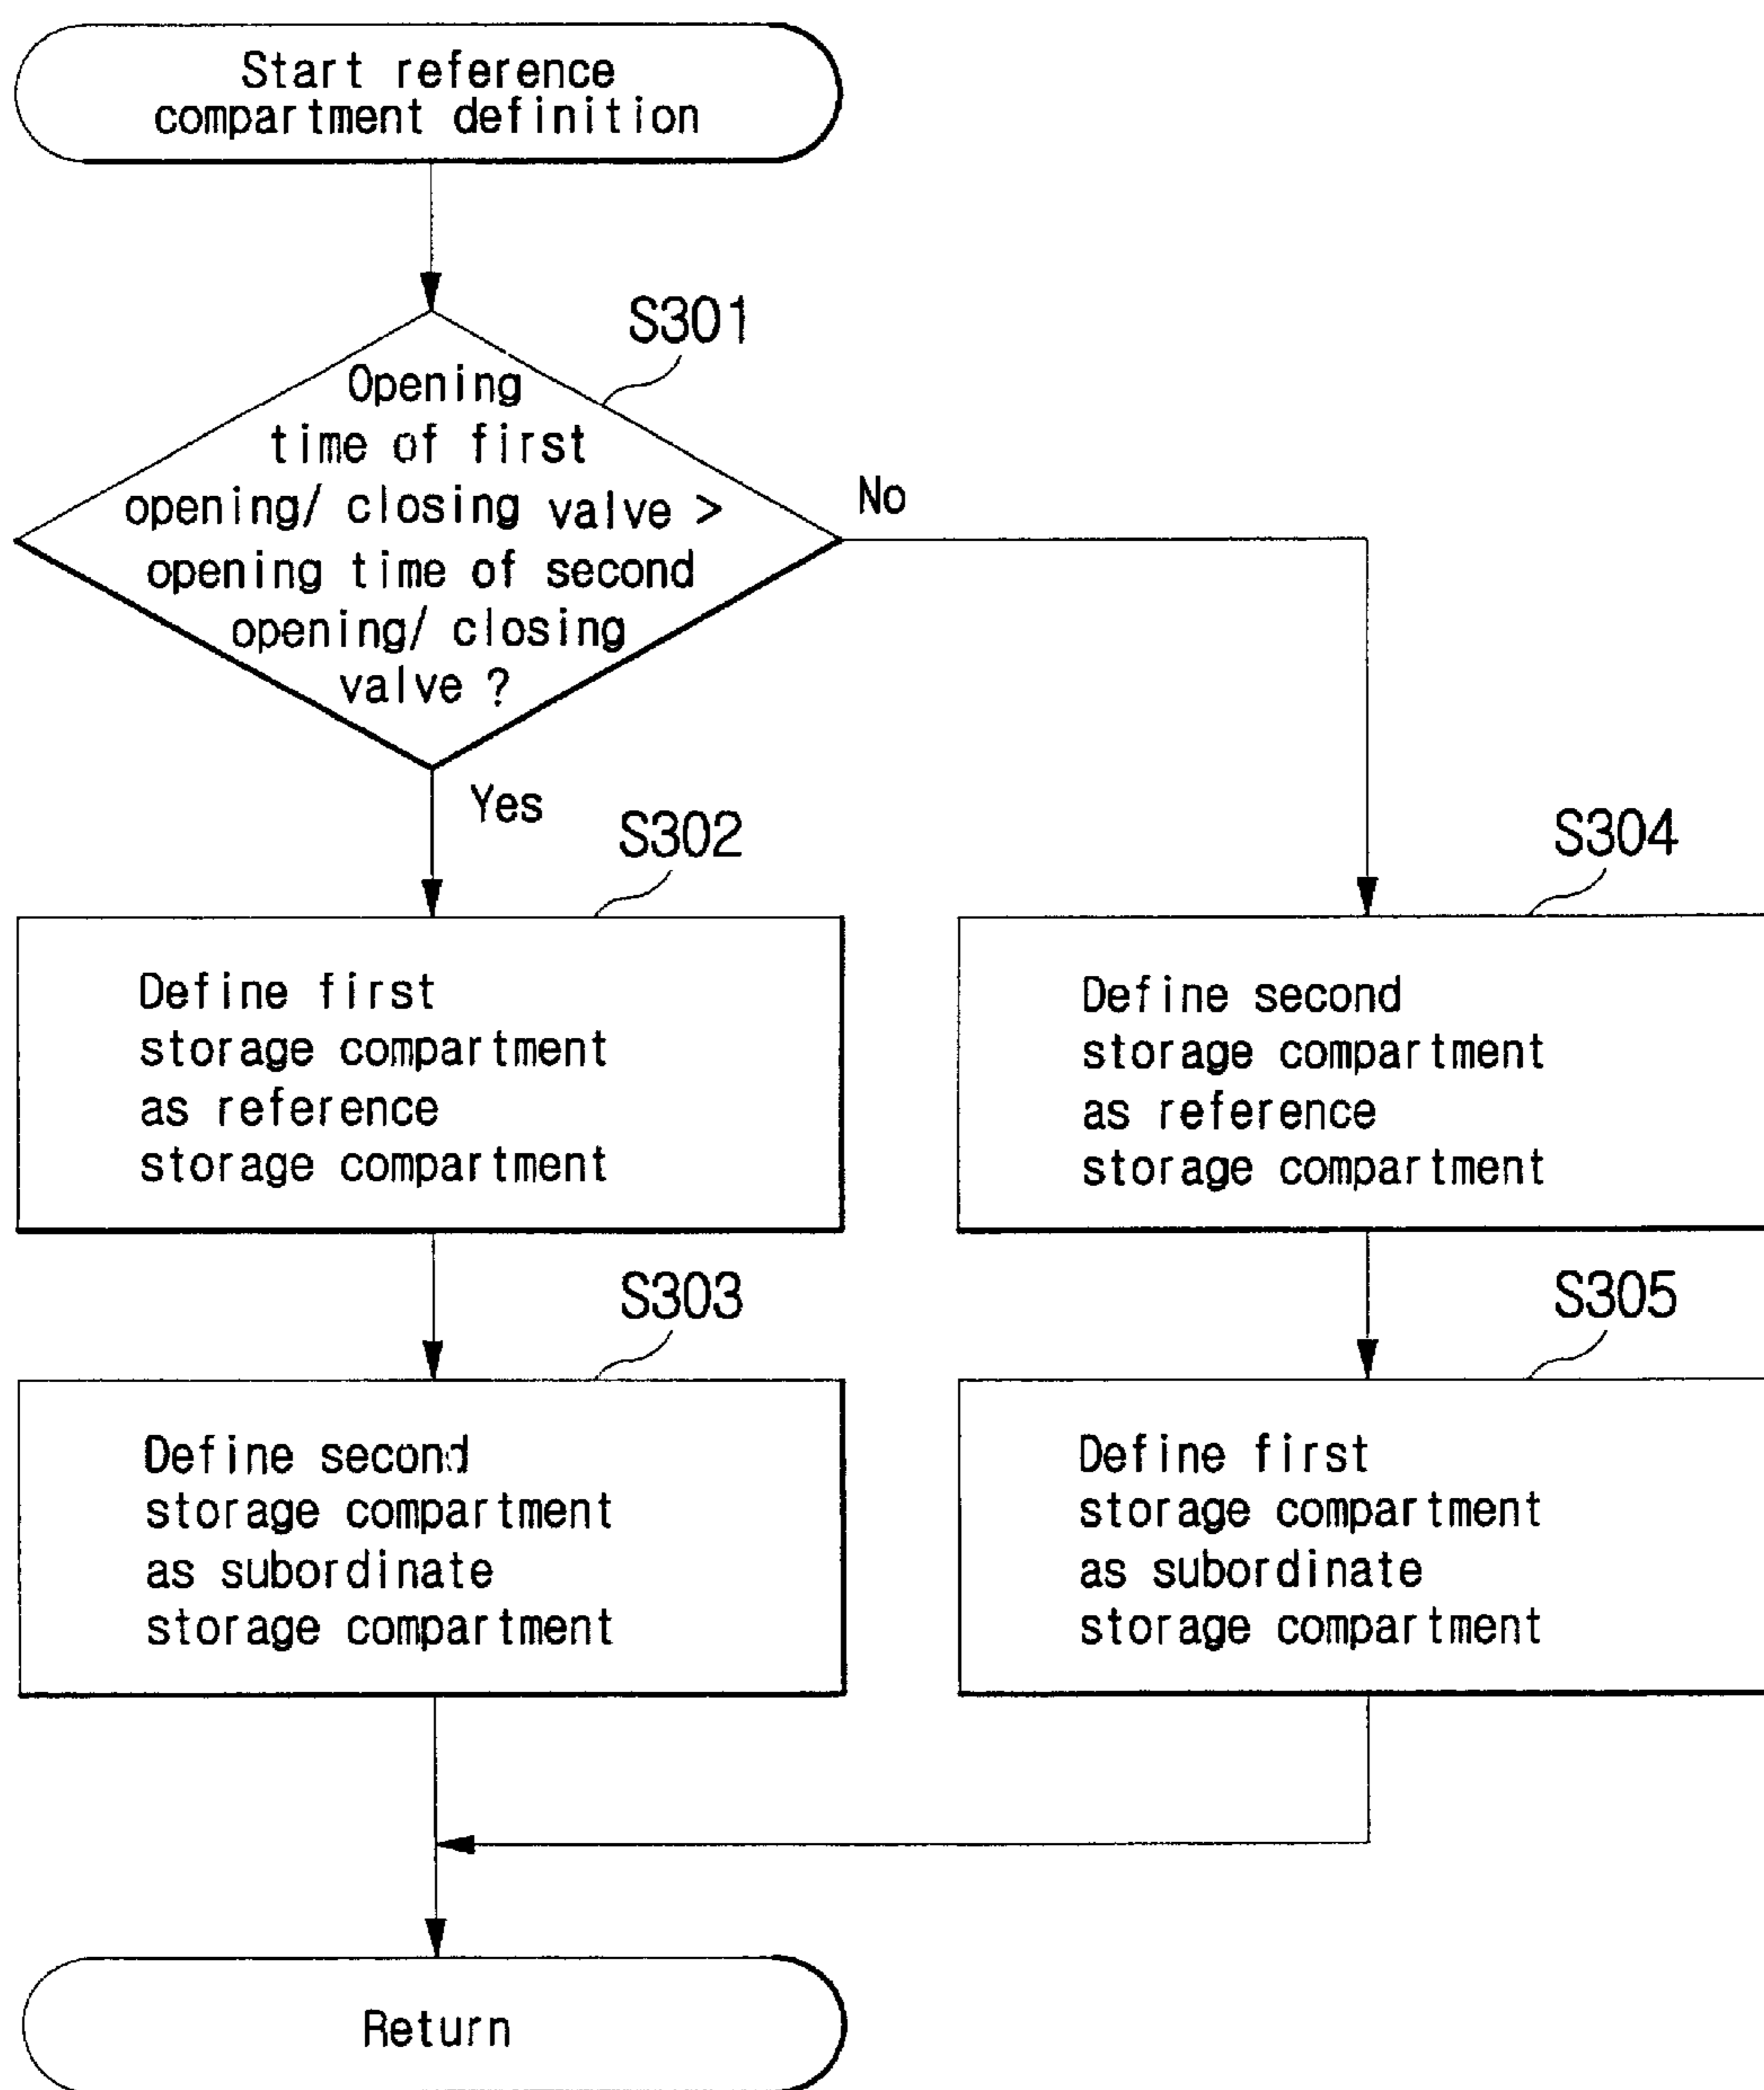 Start reference
compartment definition
S301
Opening
time of first
opening/ closing valve >
opening time of second
opening/ closing
valve ?
No
Yes
S302
Define first
storage compartment
as reference
storage compartment
S304
Define second
storage compartment
as reference
storage compartment
S303
Define second
storage compartment
as subordinate
storage compartment
S305
Define first
storage compartment
as subordinate
storage compartment
Return